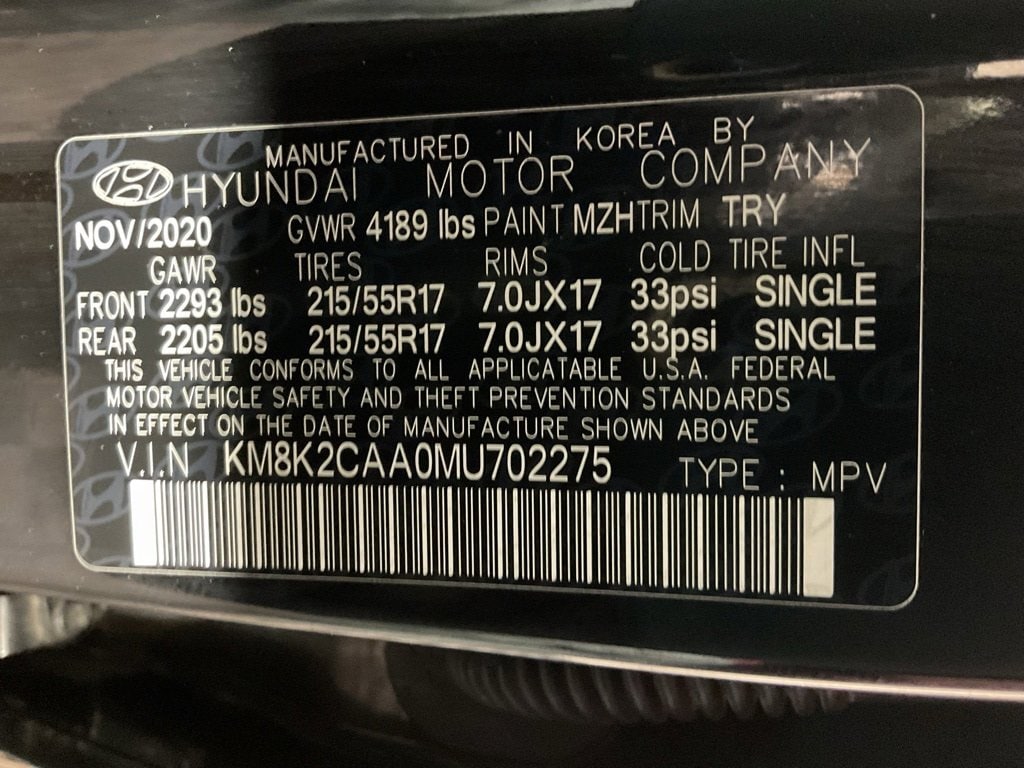 MANUFACTURED IN KOREA BY
HYUNDAI MOTOR COMPANY
NOV/2020 GVWR 4189 lbs PAINT MZH TRIM TRY
GAWR TIRES RIMS COLD TIRE INFL
FRONT 2293 lbs 215/55R17 7.0JX17 33psi SINGLE
REAR 2205 lbs 215/55R17 7.0JX17 33psi SINGLE
THIS VEHICLE CONFORMS TO ALL APPLICATABLE U.S.A. FEDERAL
MOTOR VEHICLE SAFETY AND THEFT PREVENTION STANDARDS
IN EFFECT ON THE DATE OF MANUFACTURE SHOWN ABOVE
V.I.N KM8K2CAA0MU702275 TYPE : MPV